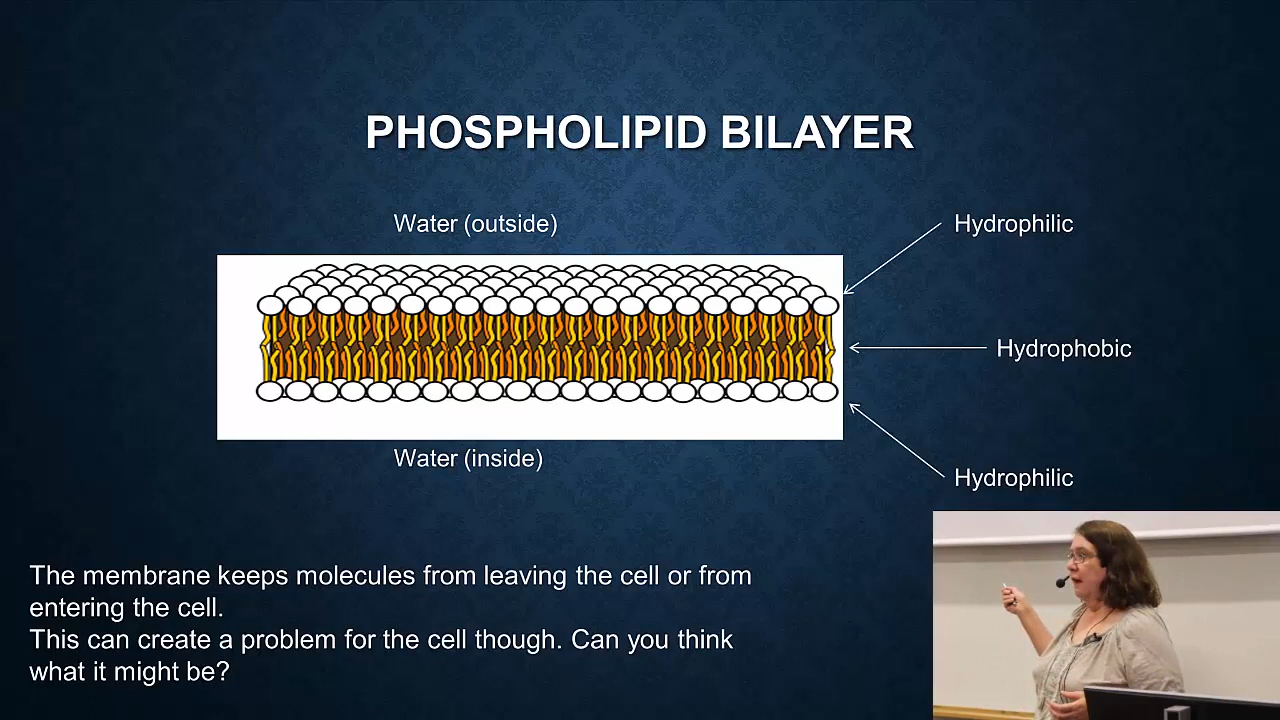 PHOSPHOLIPID BILAYER
Water (outside)
Hydrophilic
Hydrophobic
Water (inside)
Hydrophilic
The membrane keeps molecules from leaving the cell or from
entering the cell.
This can create a problem for the cell though. Can you think
what it might be?